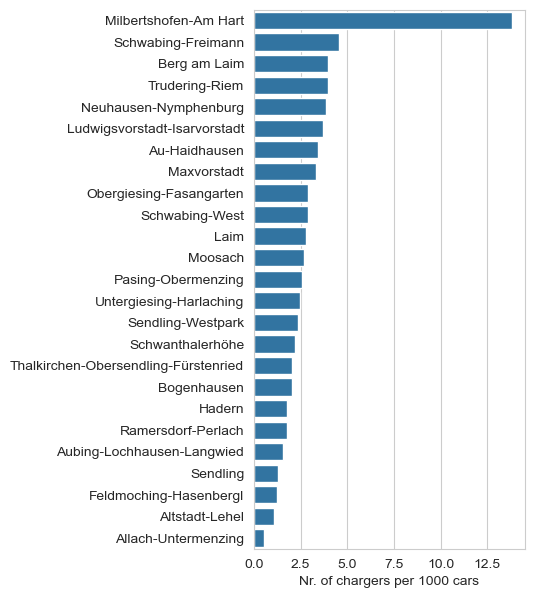 Milbertshofen-Am Hart
Schwabing-Freimann
Berg am Laim
Trudering-Riem
Neuhausen-Nymphenburg
Ludwigsvorstadt-Isarvorstadt
Au-Haidhausen
Maxvorstadt
Obergiesing-Fasangarten
Schwabing-West
Laim
Moosach
Pasing-Obermenzing
Untergiesing-Harlaching
Sendling-Westpark
Schwanthalerhöhe
Thalkirchen-Obersendling-Fürstenried
Bogenhausen
Hadern
Ramersdorf-Perlach
Aubing-Lochhausen-Langwied
Sendling
Feldmoching-Hasenbergl
Altstadt-Lehel
Allach-Untermenzing
0.0 2.5 5.0 7.5 10.0 12.5
Nr. of chargers per 1000 cars